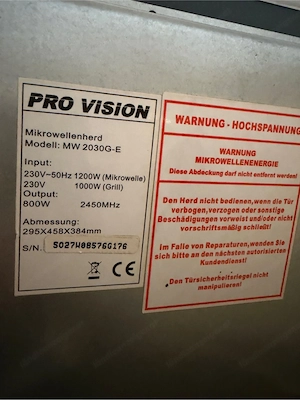 PRO VISION
Mikrowellenherd
Modell: MW 2030G-E
Input:
230V~50Hz 1200W (Mikrowelle)
230V 1000W (Grill)
Output:
800W 2450MHz
Abmessung:
295X458X384mm
S/N. S027W08576G176
CE
WARNUNG - HOCHSPANNUNG
WARNUNG
MIKROWELLENENERGIE
Diese Abdeckung darf nicht entfernt werden!
Den Herd nicht bedienen, wenn die Tür
verbogen,verzogen oder sonstige
Beschädigungen vorweist und oder nicht
vorschriftsmäßig schließt!
im Falle von Reparaturen,wenden Sie
sich bitte an den nächsten autorisierten
Kundendienst!
Den Türsicherheitsriegel nicht
manipulieren!